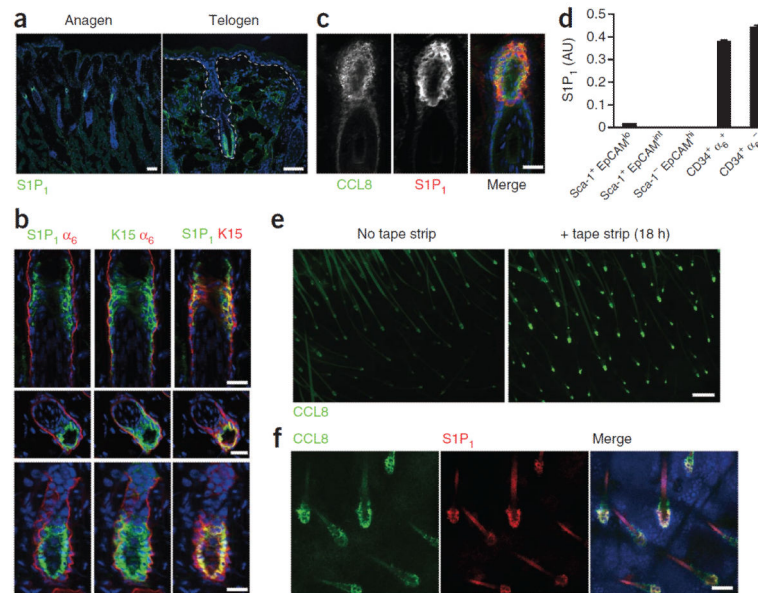 a
Anagen Telogen
S1P₁
b
S1P₁ α₆ K15 α₆ S1P₁ K15
c
CCL8 S1P₁ Merge
d
S1P₁ (AU)
0.5
0.4
0.3
0.2
0.1
0
Sca-1⁺ EpCAMˡᵒ
Sca-1⁺ EpCAMⁱⁿᵗ
Sca-1⁻ EpCAMʰⁱ
CD34⁺ α₆⁺
CD34⁺ α₆⁻
e
No tape strip + tape strip (18 h)
CCL8
f
CCL8 S1P₁ Merge